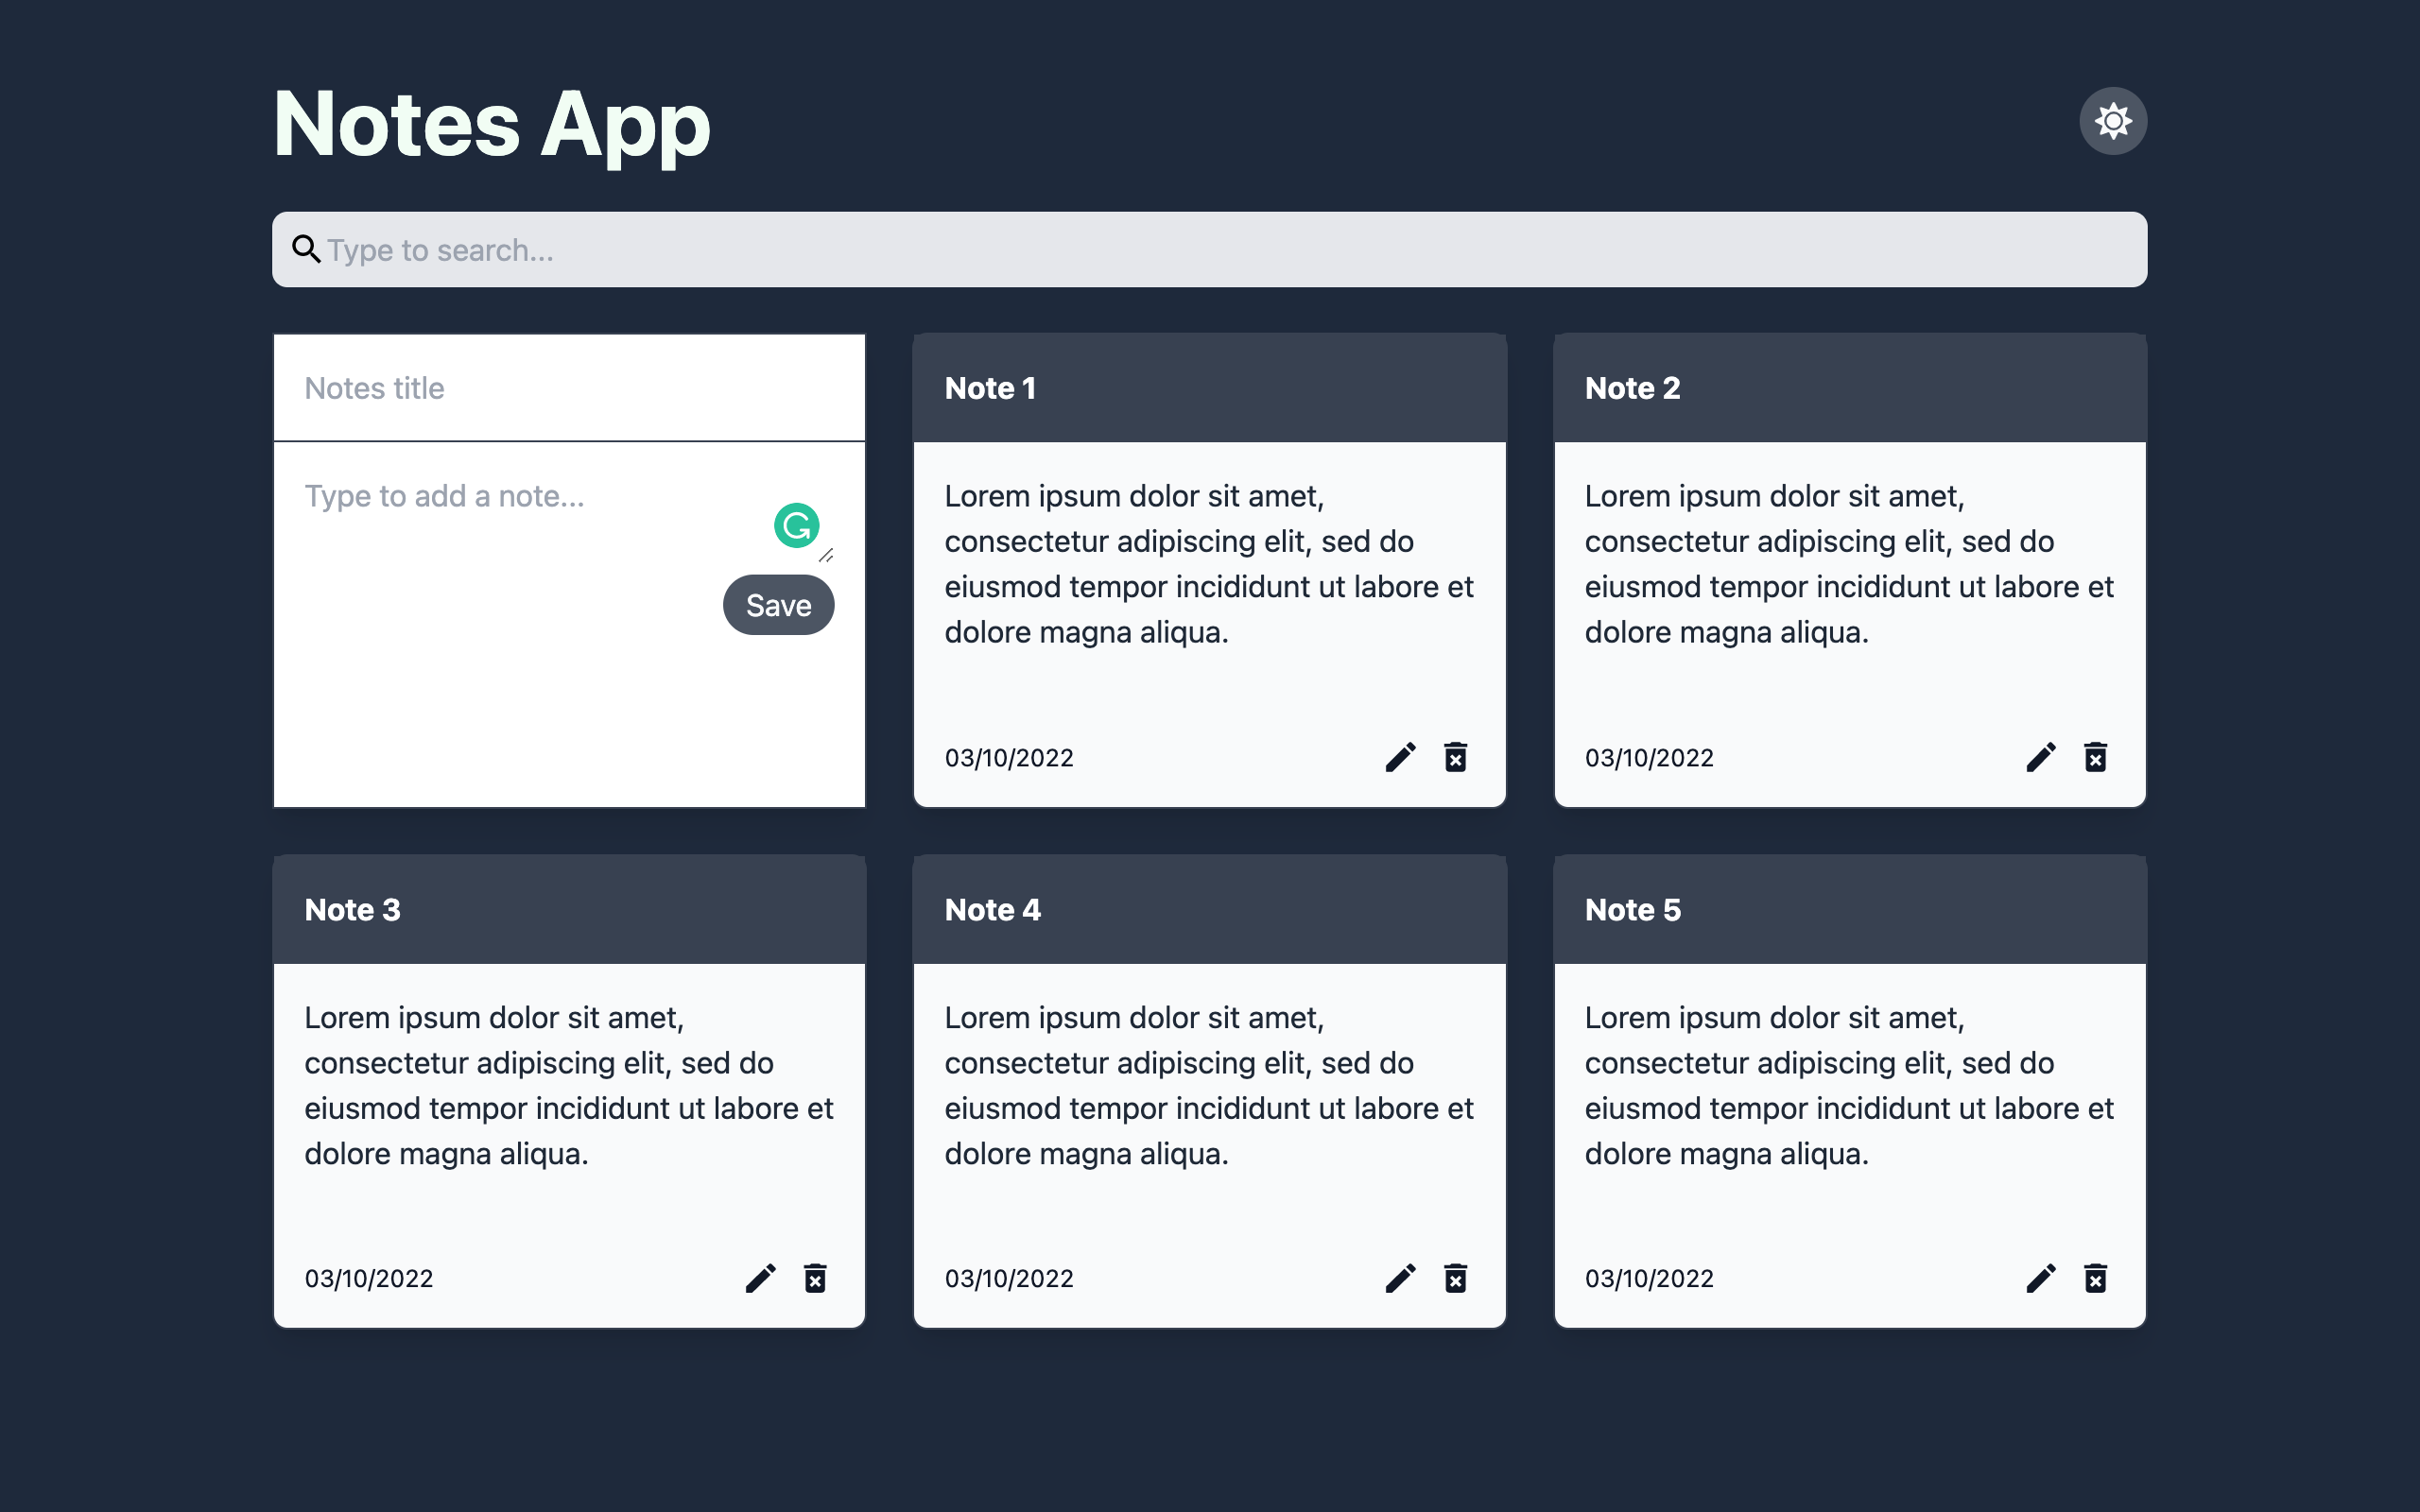 Notes App
Type to search...
Notes title
Type to add a note...
Save
Note 1
Lorem ipsum dolor sit amet,
consectetur adipiscing elit, sed do
eiusmod tempor incididunt ut labore et
dolore magna aliqua.
03/10/2022
Note 2
Lorem ipsum dolor sit amet,
consectetur adipiscing elit, sed do
eiusmod tempor incididunt ut labore et
dolore magna aliqua.
03/10/2022
Note 3
Lorem ipsum dolor sit amet,
consectetur adipiscing elit, sed do
eiusmod tempor incididunt ut labore et
dolore magna aliqua.
03/10/2022
Note 4
Lorem ipsum dolor sit amet,
consectetur adipiscing elit, sed do
eiusmod tempor incididunt ut labore et
dolore magna aliqua.
03/10/2022
Note 5
Lorem ipsum dolor sit amet,
consectetur adipiscing elit, sed do
eiusmod tempor incididunt ut labore et
dolore magna aliqua.
03/10/2022